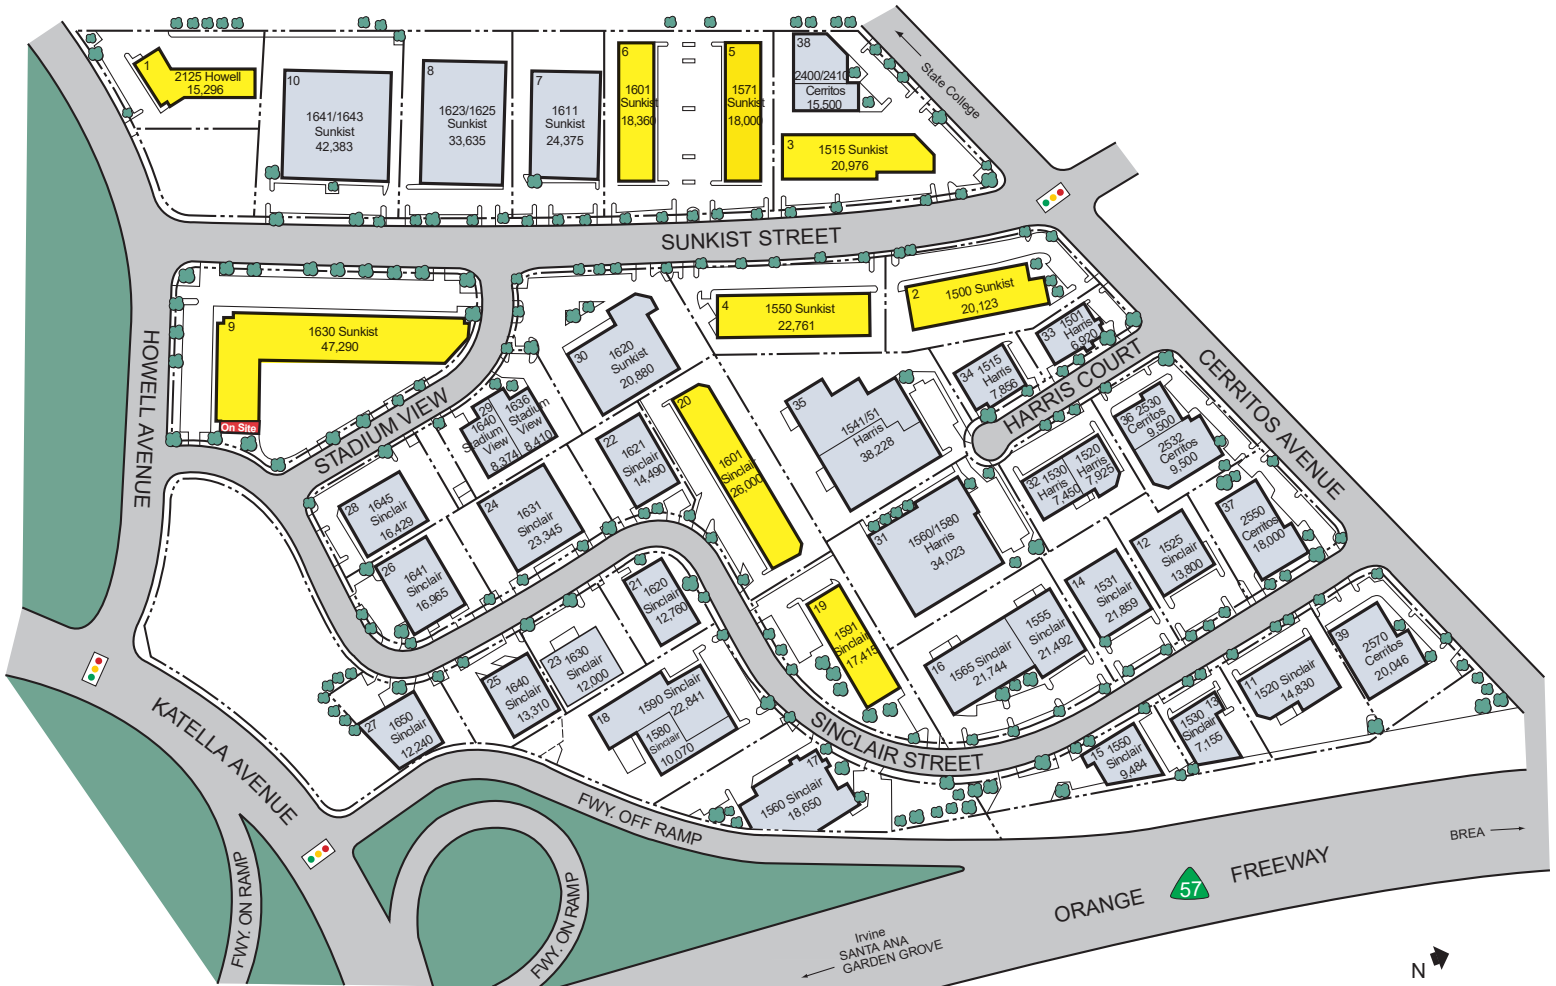 1
2125 Howell
15,296
10
1641/1643
Sunkist
42,383
8
1623/1625
Sunkist
33,635
7
1611
Sunkist
24,375
6
1601
Sunkist
18,360
5
1571
Sunkist
18,000
38
2400/2410
Cerritos
15,500
3
1515 Sunkist
20,976
State College
SUNKIST STREET
9
1630 Sunkist
47,290
On Site
HOWELL AVENUE
STADIUM VIEW
30
1620
Sunkist
20,880
4
1550 Sunkist
22,761
2
1500 Sunkist
20,123
33
1501
Harris
6,920
34
1515
Harris
7,856
HARRIS COURT
CERRITOS AVENUE
29
1640
Stadium
View
8,374
1636
Stadium
View
8,410
22
1621
Sinclair
14,490
20
1601
Sinclair
26,000
35
1541/51
Harris
38,228
36
2530
Cerritos
9,500
2532
Cerritos
9,500
32
1530
Harris
7,450
1520
Harris
7,925
28
1645
Sinclair
16,429
24
1631
Sinclair
23,345
26
1641
Sinclair
16,965
31
1560/1580
Harris
34,023
37
2550
Cerritos
18,000
12
1525
Sinclair
13,800
14
1531
Sinclair
21,859
21
1620
Sinclair
12,760
19
1591
Sinclair
17,415
16
1565 Sinclair
21,744
1555
Sinclair
21,492
39
2570
Cerritos
20,046
11
1520 Sinclair
14,830
13
1530
Sinclair
7,155
15
1550
Sinclair
9,484
23
1630
Sinclair
12,000
25
1640
Sinclair
13,310
27
1650
Sinclair
12,240
18
1590 Sinclair
22,841
1580
Sinclair
10,070
17
1560 Sinclair
18,650
SINCLAIR STREET
KATELLA AVENUE
FWY. OFF RAMP
FWY. ON RAMP
FWY. ON RAMP
ORANGE
57
FREEWAY
BREA
Irvine
SANTA ANA
GARDEN GROVE
N